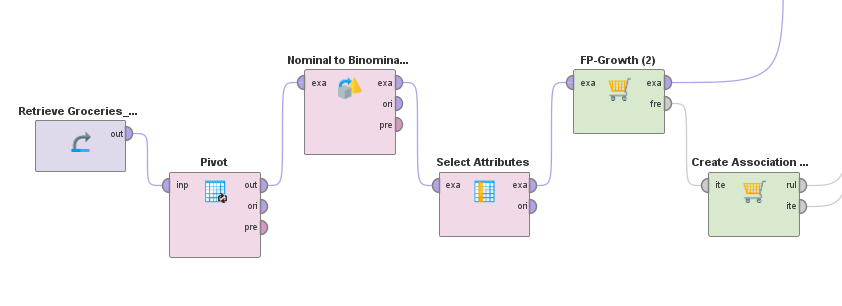 Retrieve Groceries_...
out
Pivot
inp out
ori
pre
Nominal to Binomina...
exa exa
ori
pre
Select Attributes
exa exa
ori
FP-Growth (2)
exa exa
fre
Create Association ...
ite rul
ite